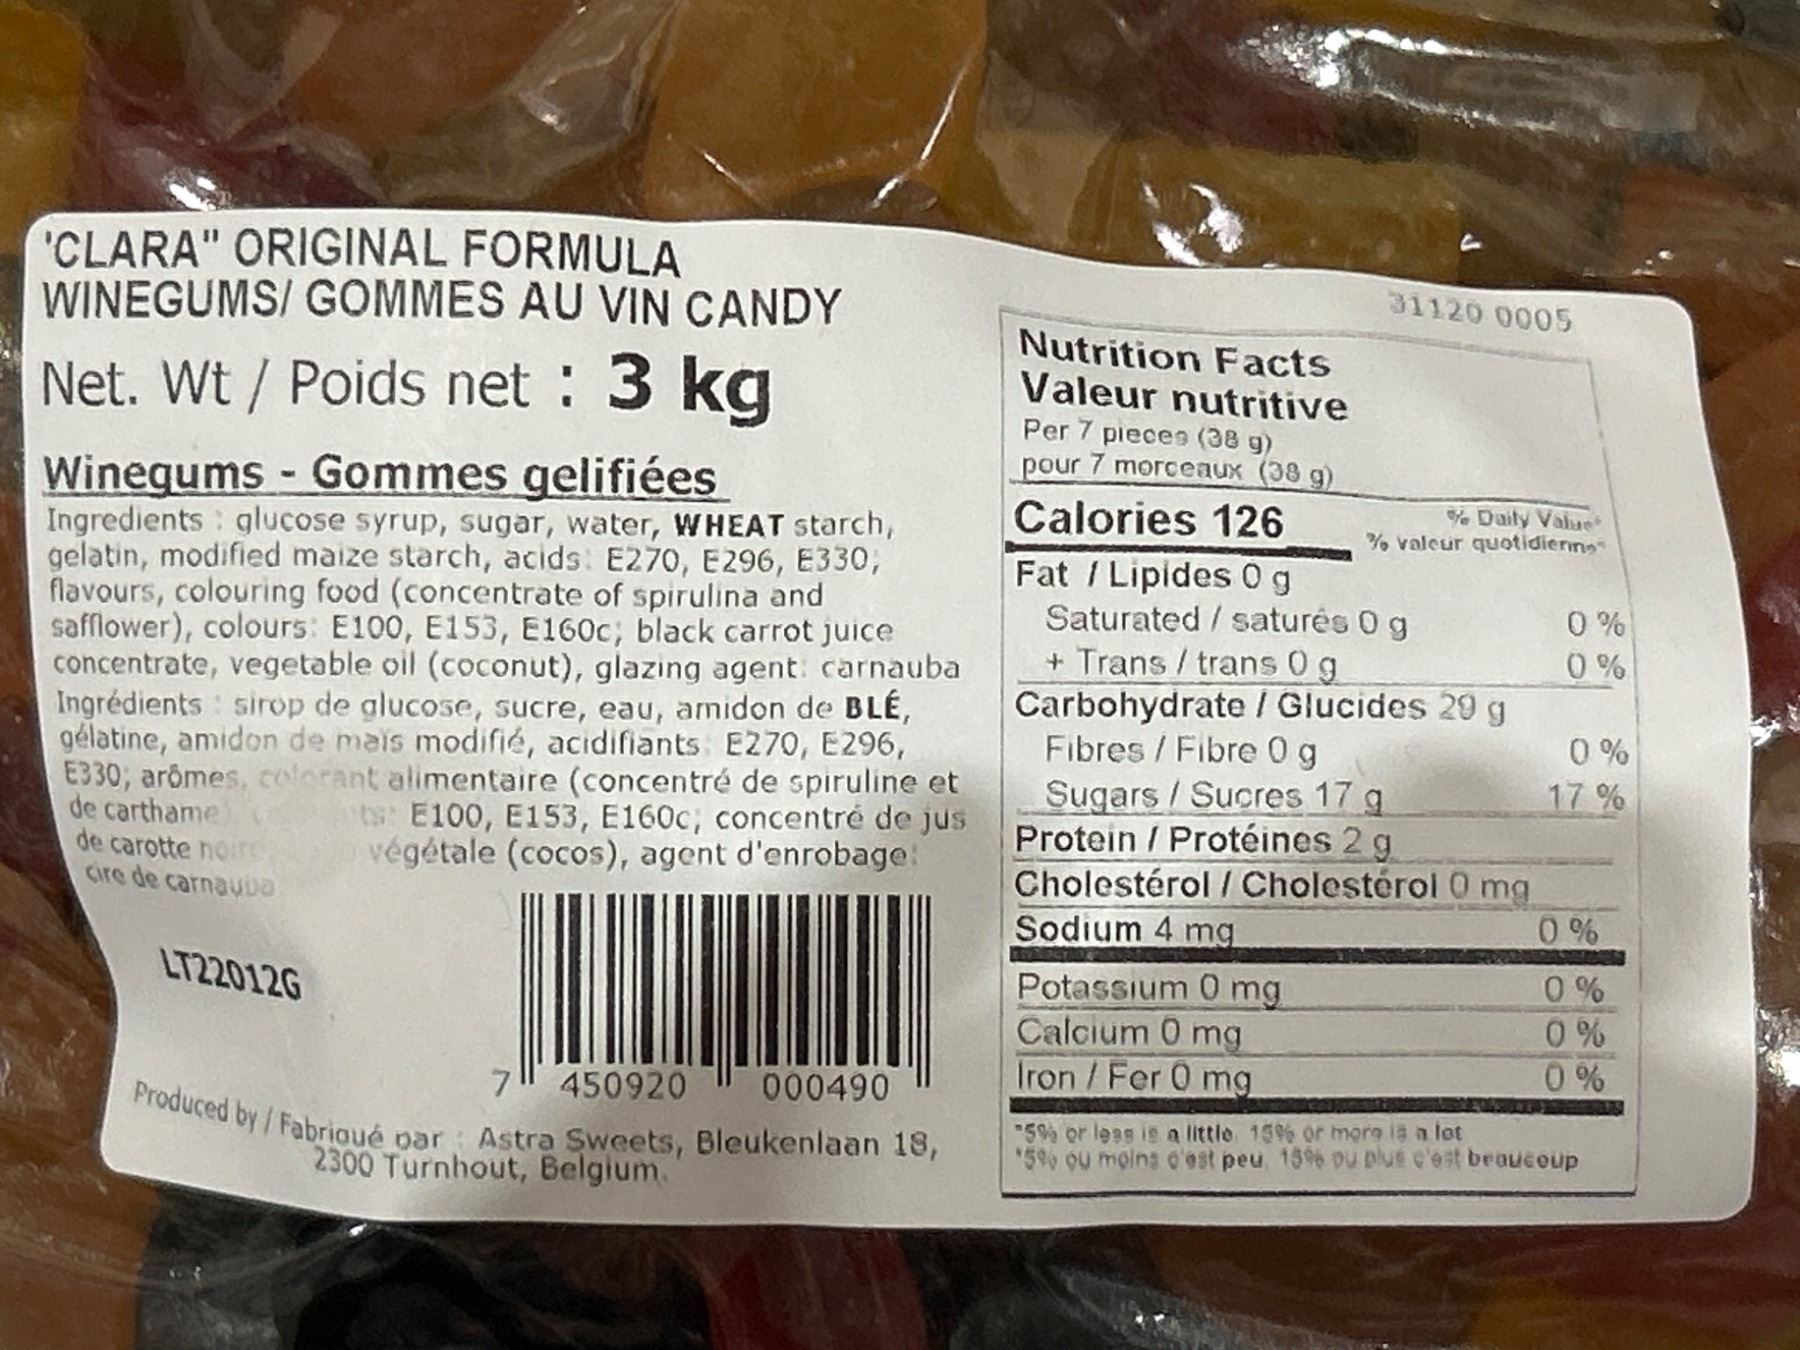 'CLARA" ORIGINAL FORMULA
WINEGUMS/ GOMMES AU VIN CANDY
Net. Wt / Poids net : 3 kg
Winegums - Gommes gelifiées
Ingredients : glucose syrup, sugar, water, WHEAT starch,
gelatin, modified maize starch, acids: E270, E296, E330;
flavours, colouring food (concentrate of spirulina and
safflower), colours: E100, E153, E160c; black carrot juice
concentrate, vegetable oil (coconut), glazing agent: carnauba
Ingrédients : sirop de glucose, sucre, eau, amidon de BLÉ,
gélatine, amidon de maïs modifié, acidifiants: E270, E296,
E330; arômes, colorant alimentaire (concentré de spiruline et
de carthame) E100, E153, E160c; concentré de jus
de carotte noire végétale (cocos), agent d'enrobage:
cire de carnauba
LT22012G
7 450920 000490
Produced by / Fabriqué par : Astra Sweets, Bleukenlaan 18,
2300 Turnhout, Belgium.
31120 0005
Nutrition Facts
Valeur nutritive
Per 7 pieces (38 g)
pour 7 morceaux (38 g)
Calories 126
% Daily Value*
% valeur quotidienne*
Fat / Lipides 0 g
Saturated / saturés 0 g 0 %
+ Trans / trans 0 g 0 %
Carbohydrate / Glucides 29 g
Fibres / Fibre 0 g 0 %
Sugars / Sucres 17 g 17 %
Protein / Protéines 2 g
Cholestérol / Cholestérol 0 mg
Sodium 4 mg 0 %
Potassium 0 mg 0 %
Calcium 0 mg 0 %
Iron / Fer 0 mg 0 %
*5% or less is a little, 15% or more is a lot
*5% ou moins c'est peu, 15% ou plus c'est beaucoup